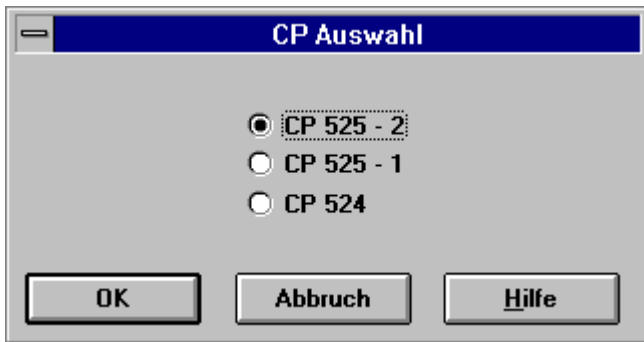 CP Auswahl
CP 525 - 2
CP 525 - 1
CP 524
OK Abbruch Hilfe